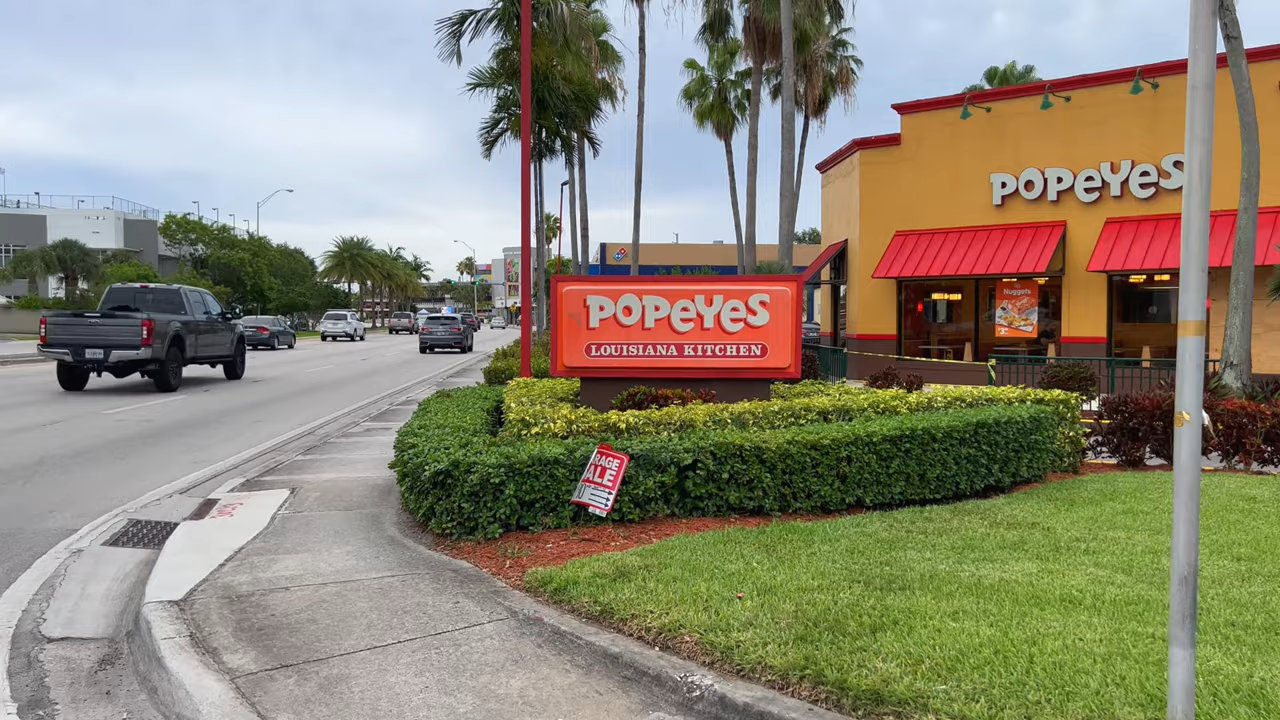 POPEYES
POPEYES
LOUISIANA KITCHEN
Nuggets
RAGE
ALE